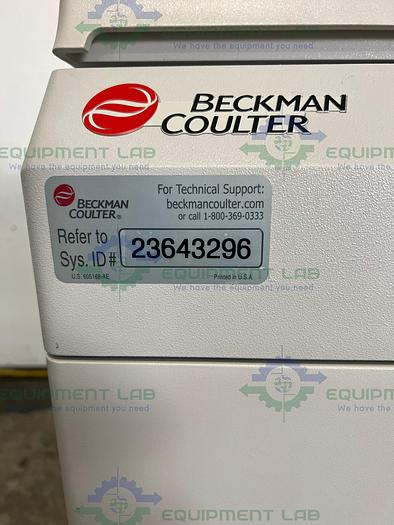 EQUIPMENT LAB
We have the equipment you need
BECKMAN
COULTER
EQUIPMENT LAB
We have the equipment you need
BECKMAN
COULTER®
For Technical Support:
beckmancoulter.com
or call 1-800-369-0333
Refer to
Sys. ID#
23643296
U.S. 605168-AE
Printed in U.S.A.
EQUIPMENT LAB
We have the equipment you need
EQUIPMENT LAB
We have the equipment you need
EQUIPMENT LAB